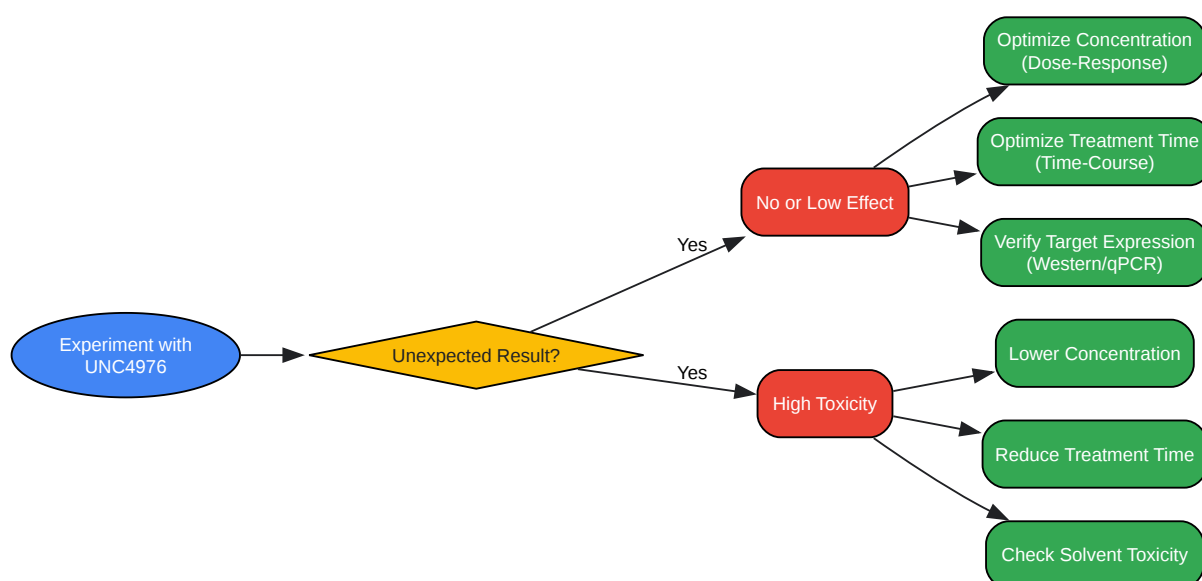 Experiment with
UNC4976
Unexpected Result?
Yes
Yes
No or Low Effect
High Toxicity
Optimize Concentration
(Dose-Response)
Optimize Treatment Time
(Time-Course)
Verify Target Expression
(Western/qPCR)
Lower Concentration
Reduce Treatment Time
Check Solvent Toxicity